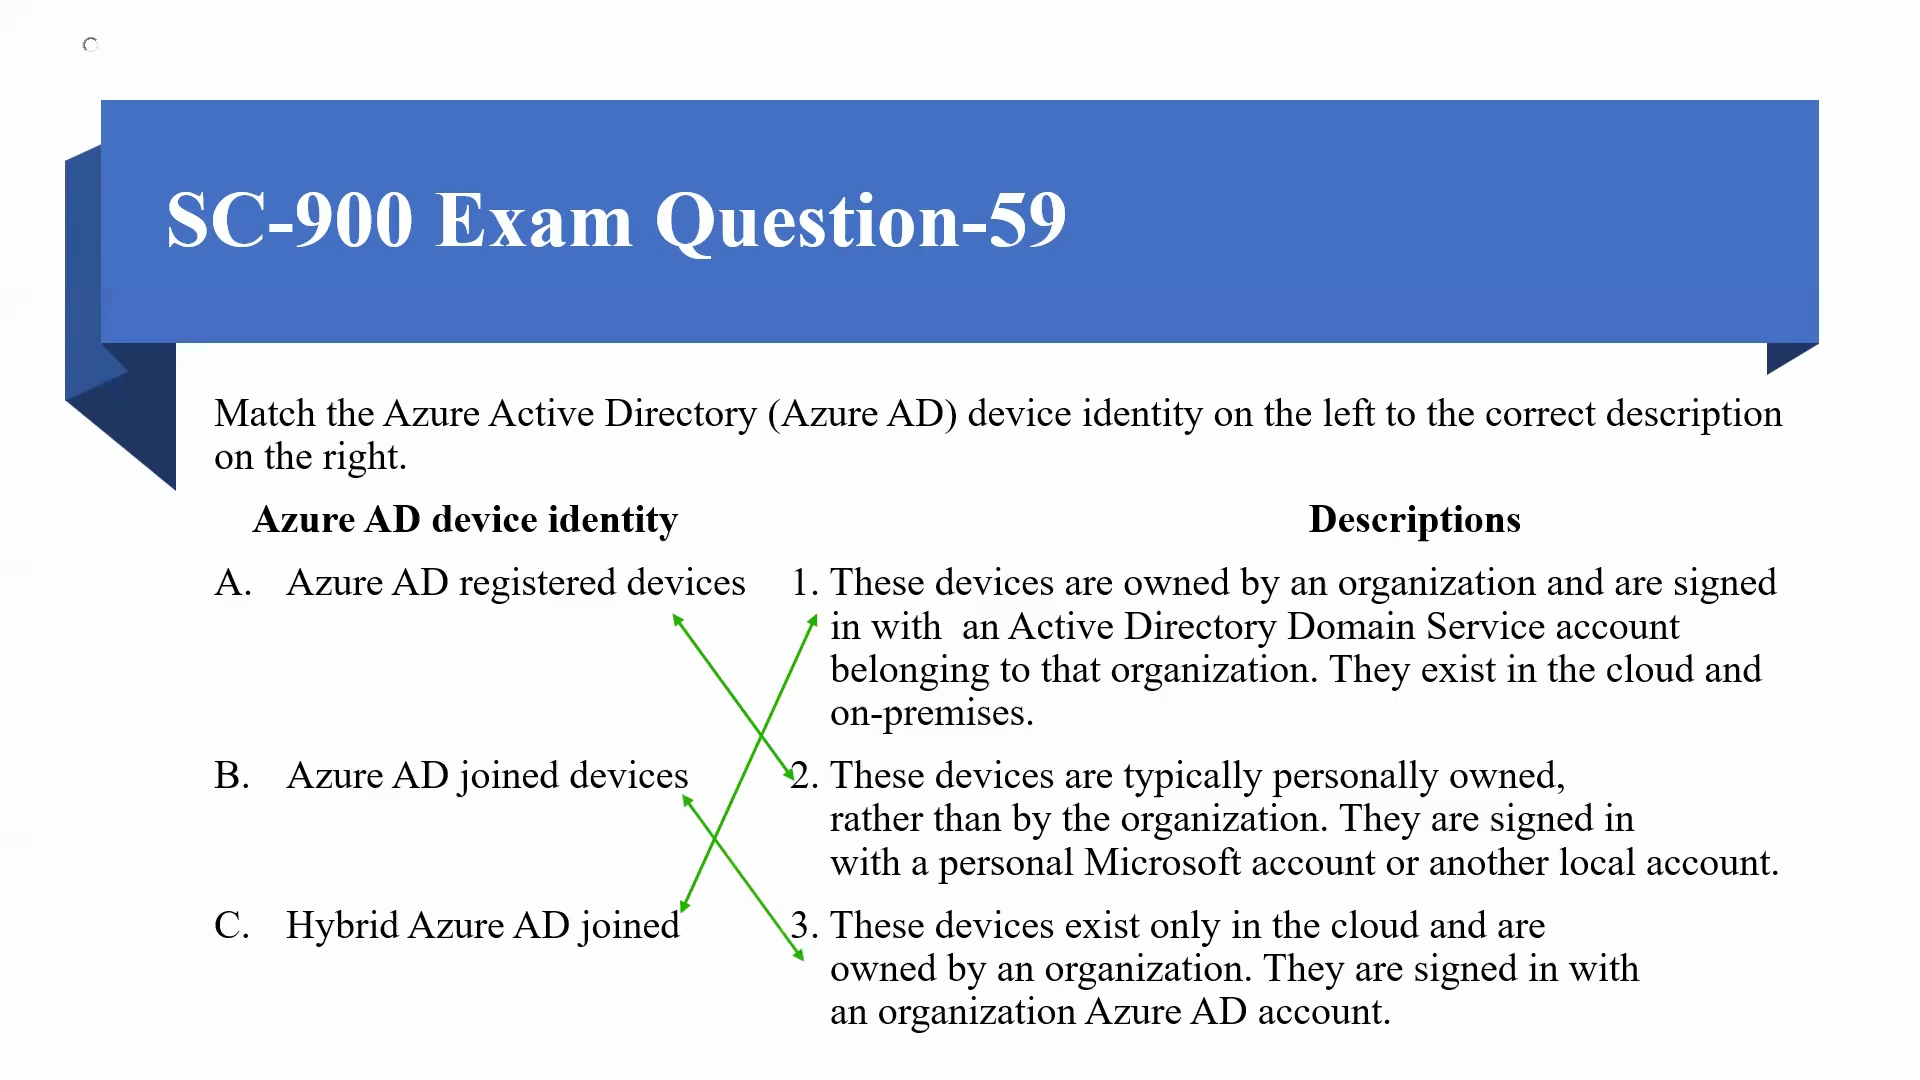 SC-900 Exam Question-59
Match the Azure Active Directory (Azure AD) device identity on the left to the correct description
on the right.
Azure AD device identity
Descriptions
A. Azure AD registered devices
1. These devices are owned by an organization and are signed
in with  an Active Directory Domain Service account
belonging to that organization. They exist in the cloud and
on-premises.
B. Azure AD joined devices
2. These devices are typically personally owned,
rather than by the organization. They are signed in
with a personal Microsoft account or another local account.
C. Hybrid Azure AD joined
3. These devices exist only in the cloud and are
owned by an organization. They are signed in with
an organization Azure AD account.